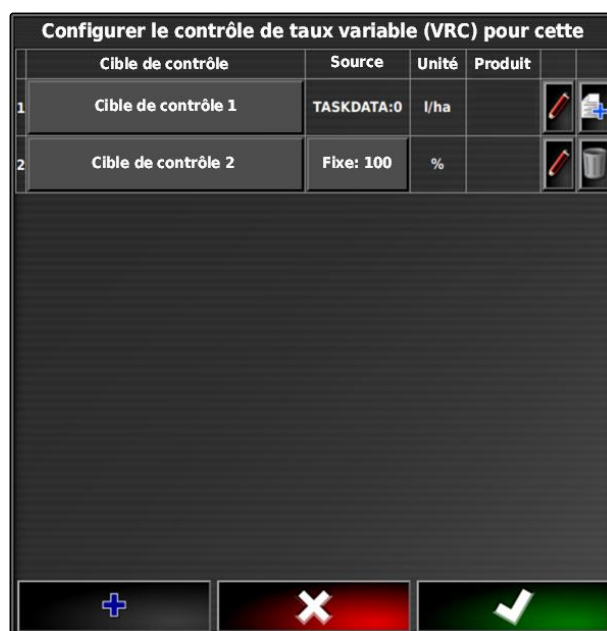 Configurer le contrôle de taux variable (VRC) pour cette
Cible de contrôle Source Unité Produit
1 Cible de contrôle 1 TASKDATA:0 l/ha
2 Cible de contrôle 2 Fixe: 100 %